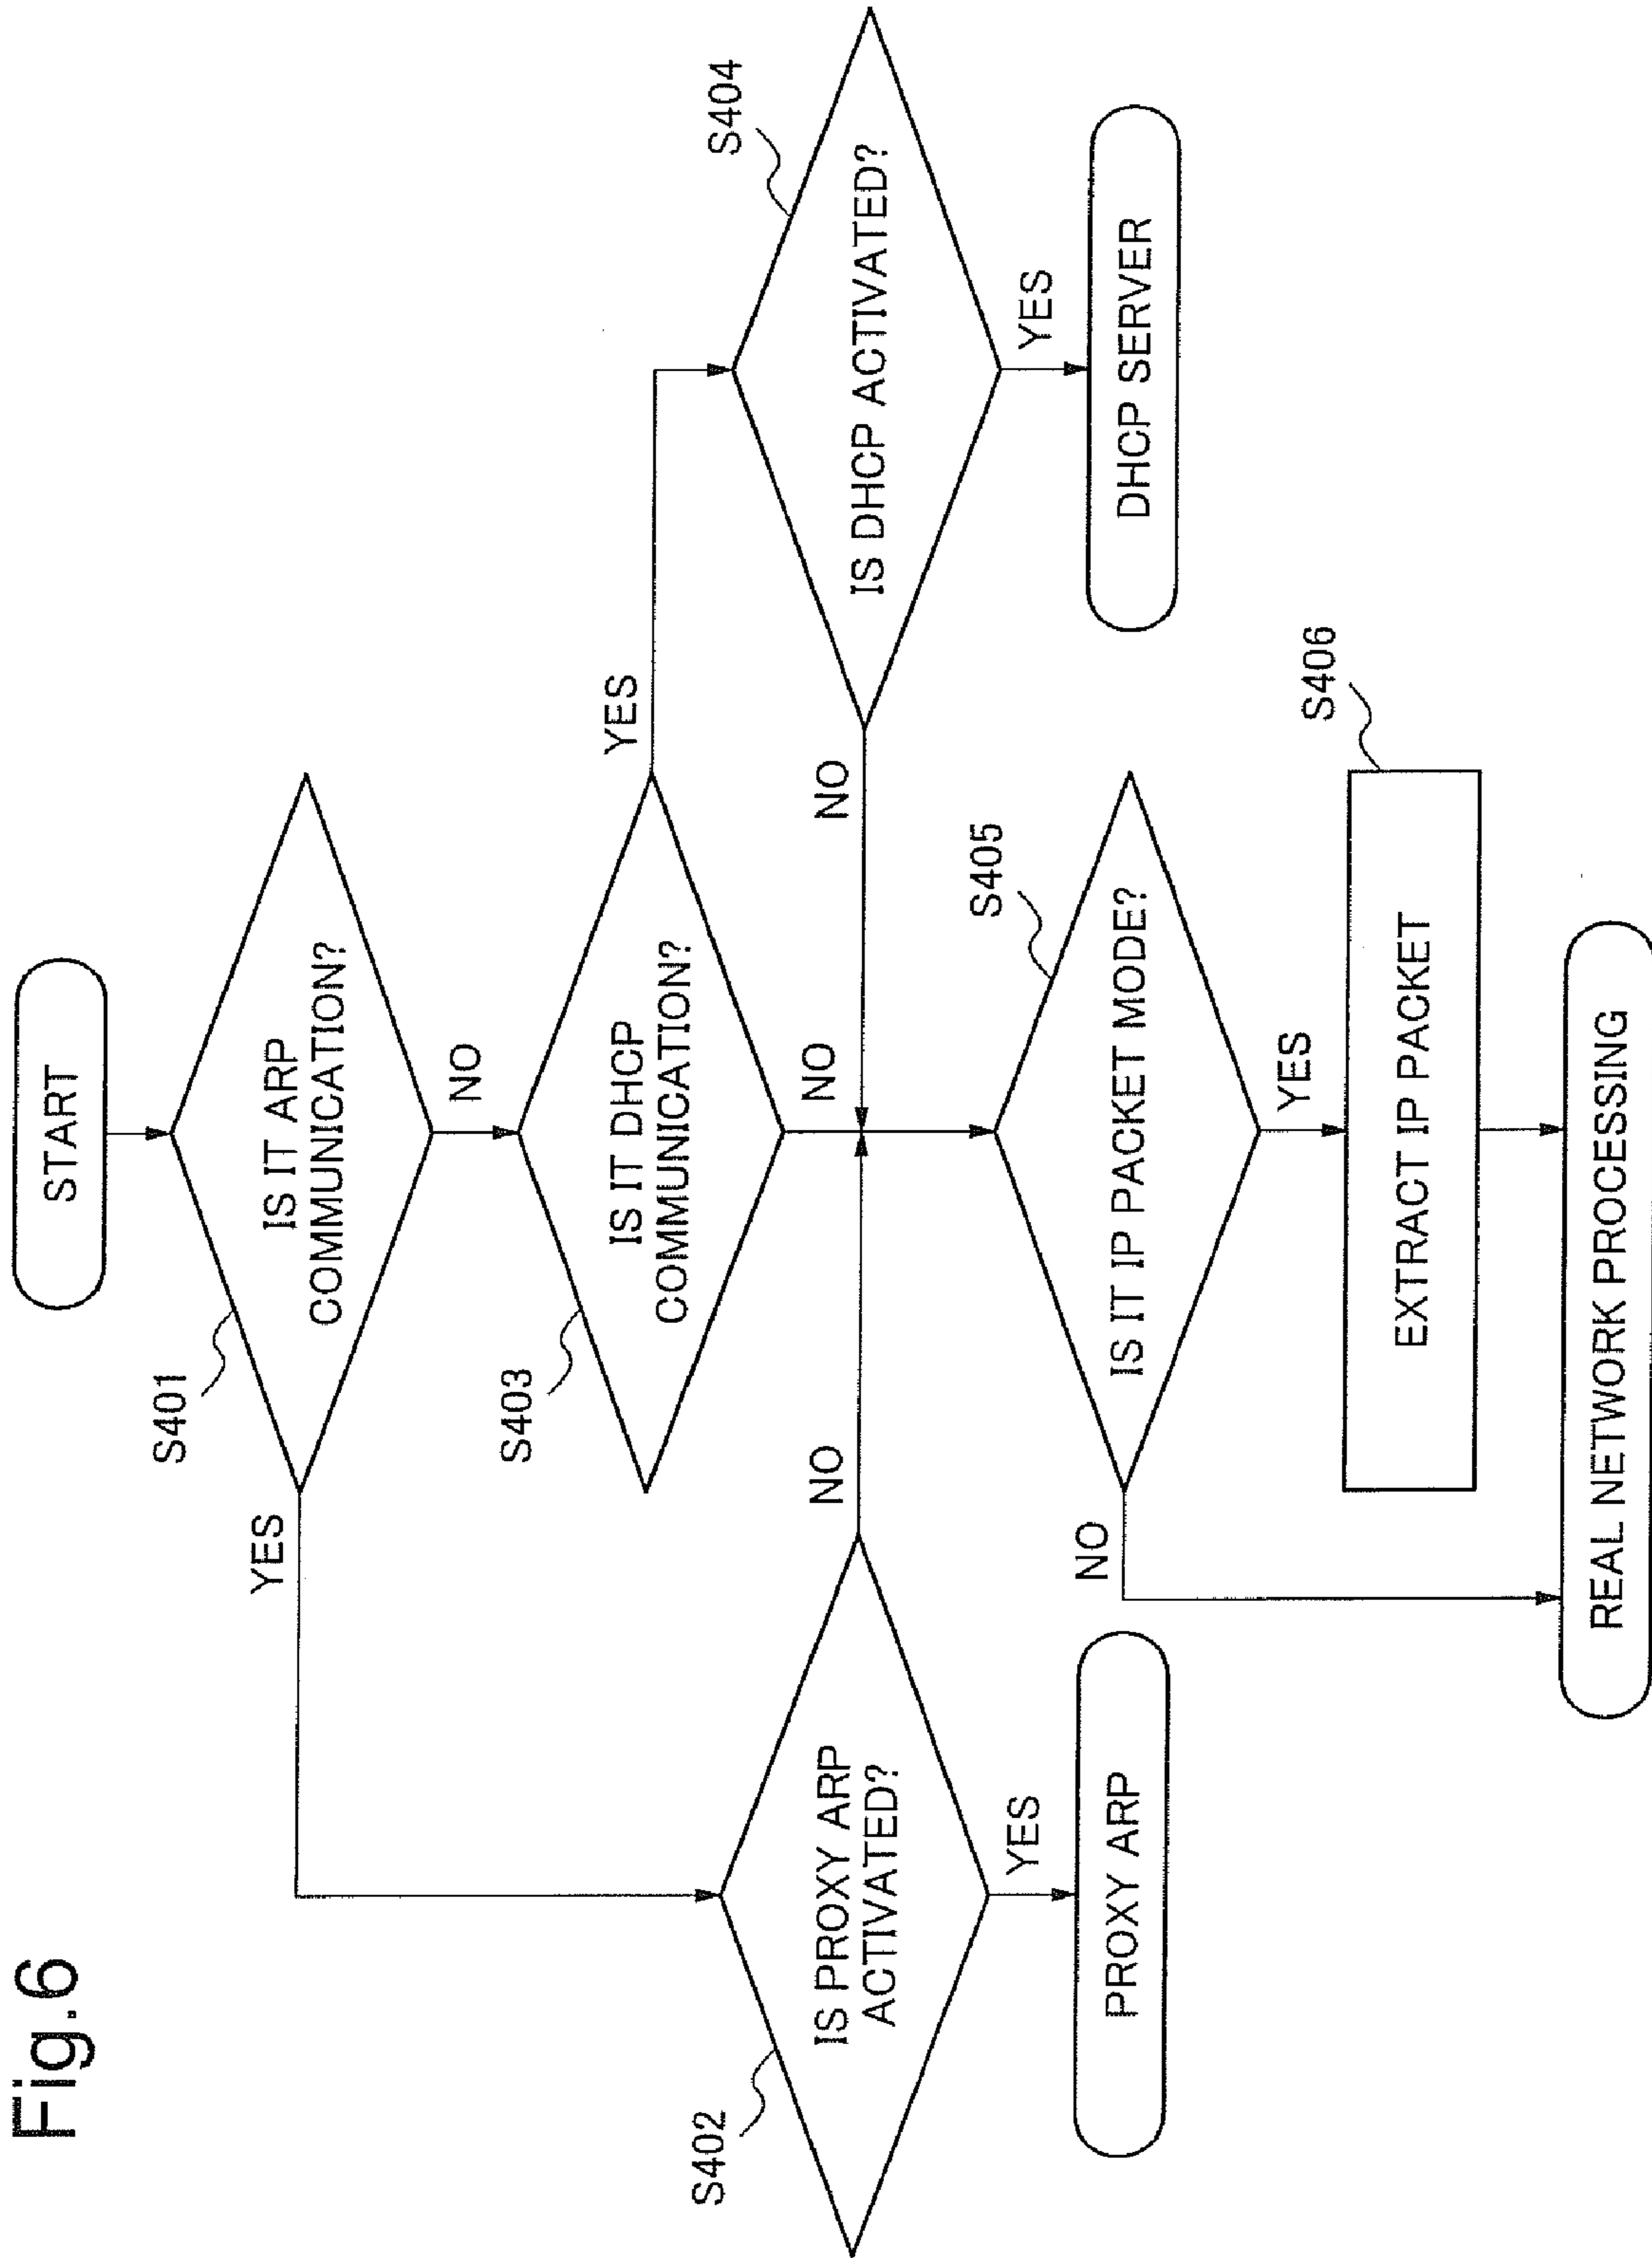 Fig.6
START
S401
IS IT ARP
COMMUNICATION?
YES
NO
S403
IS IT DHCP
COMMUNICATION?
YES
NO
S402
IS PROXY ARP
ACTIVATED?
NO
YES
PROXY ARP
S404
IS DHCP ACTIVATED?
NO
YES
DHCP SERVER
S405
IS IT IP PACKET MODE?
NO
YES
S406
EXTRACT IP PACKET
REAL NETWORK PROCESSING